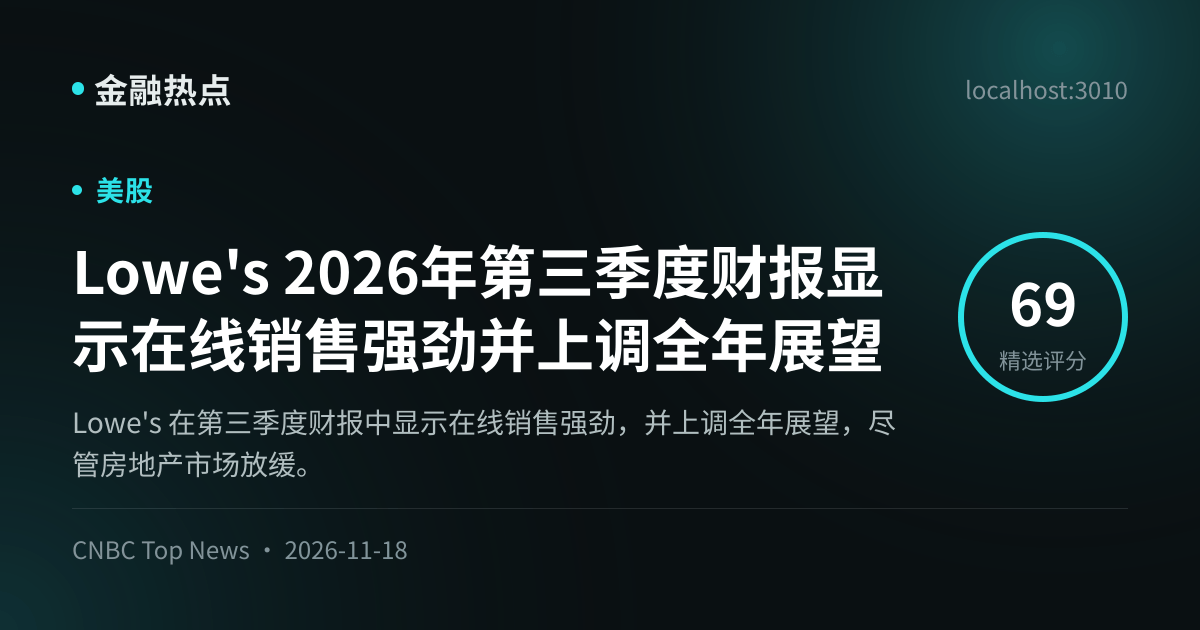 金融热点
localhost:3010
美股
Lowe's 2026年第三季度财报显
示在线销售强劲并上调全年展望
69
精选评分
Lowe's 在第三季度财报中显示在线销售强劲，并上调全年展望，尽
管房地产市场放缓。
CNBC Top News · 2026-11-18